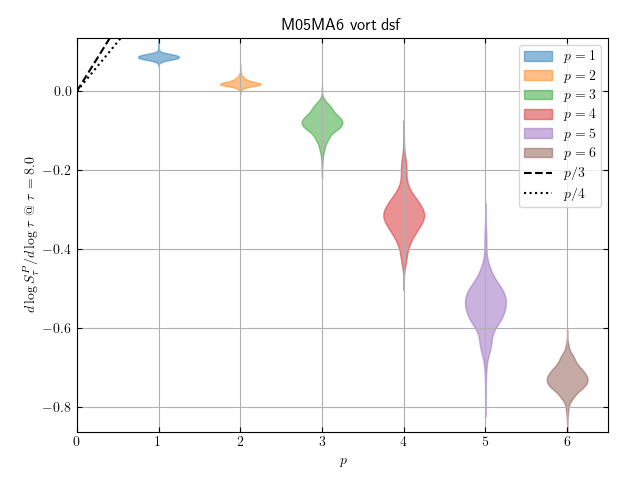 M05MA6 vort dsf
d log S_τ^P / d log τ @ τ = 8.0
0.0
−0.2
−0.4
−0.6
−0.8
0 1 2 3 4 5 6
p
p = 1
p = 2
p = 3
p = 4
p = 5
p = 6
p/3
p/4